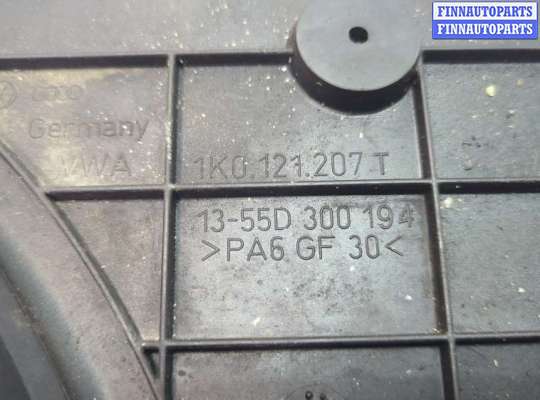 FINNAUTOPARTS
FINNAUTOPARTS
Germany
VWA
1K0.121.207 T
13-55D 300 194
>PA6 GF 30<